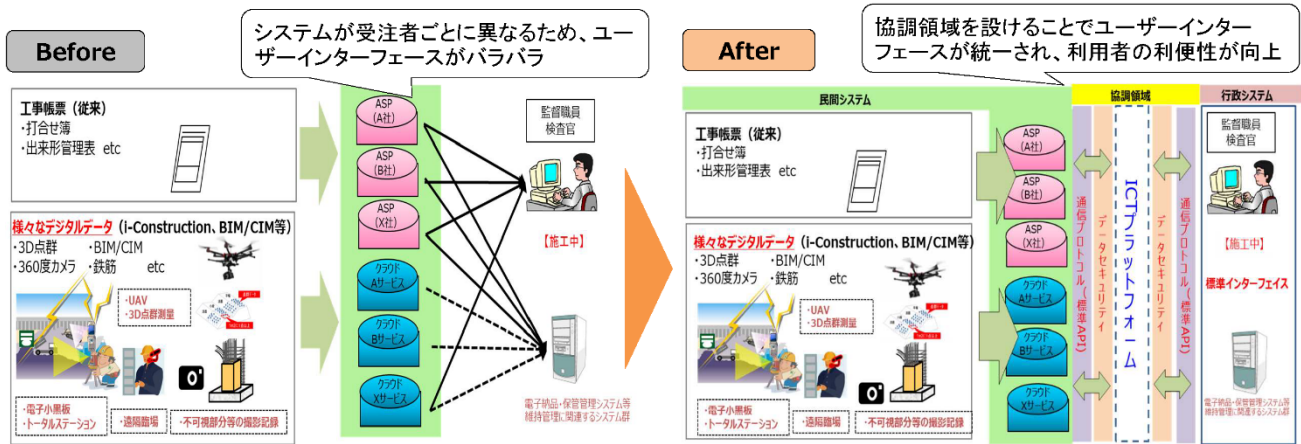 Before
システムが受注者ごとに異なるため、ユー
ザーインターフェースがバラバラ
工事帳票（従来）
・打合せ簿
・出来形管理表 etc
様々なデジタルデータ（i-Construction、BIM/CIM等）
・3D点群 ・BIM/CIM
・360度カメラ ・鉄筋 etc
・UAV
・3D点群測量
・電子小黒板
・トータルステーション
・遠隔臨場
・不可視部分等の撮影記録
ASP
(A社)
ASP
(B社)
ASP
(X社)
クラウド
Aサービス
クラウド
Bサービス
クラウド
Xサービス
監督職員
検査官
【施工中】
電子納品・保管管理システム等
維持管理に関連するシステム群
After
協調領域を設けることでユーザーインター
フェースが統一され、利用者の利便性が向上
民間システム
協調領域
行政システム
工事帳票（従来）
・打合せ簿
・出来形管理表 etc
様々なデジタルデータ（i-Construction、BIM/CIM等）
・3D点群 ・BIM/CIM
・360度カメラ ・鉄筋 etc
・UAV
・3D点群測量
・電子小黒板
・トータルステーション
・遠隔臨場
・不可視部分等の撮影記録
ASP
(A社)
ASP
(B社)
ASP
(X社)
クラウド
Aサービス
クラウド
Bサービス
クラウド
Xサービス
通信プロトコル（標準API）
データセキュリティ
ICTプラットフォーム
データセキュリティ
通信プロトコル（標準API）
監督職員
検査官
【施工中】
標準インターフェイス
電子納品・保管管理システム等
維持管理に関連するシステム群